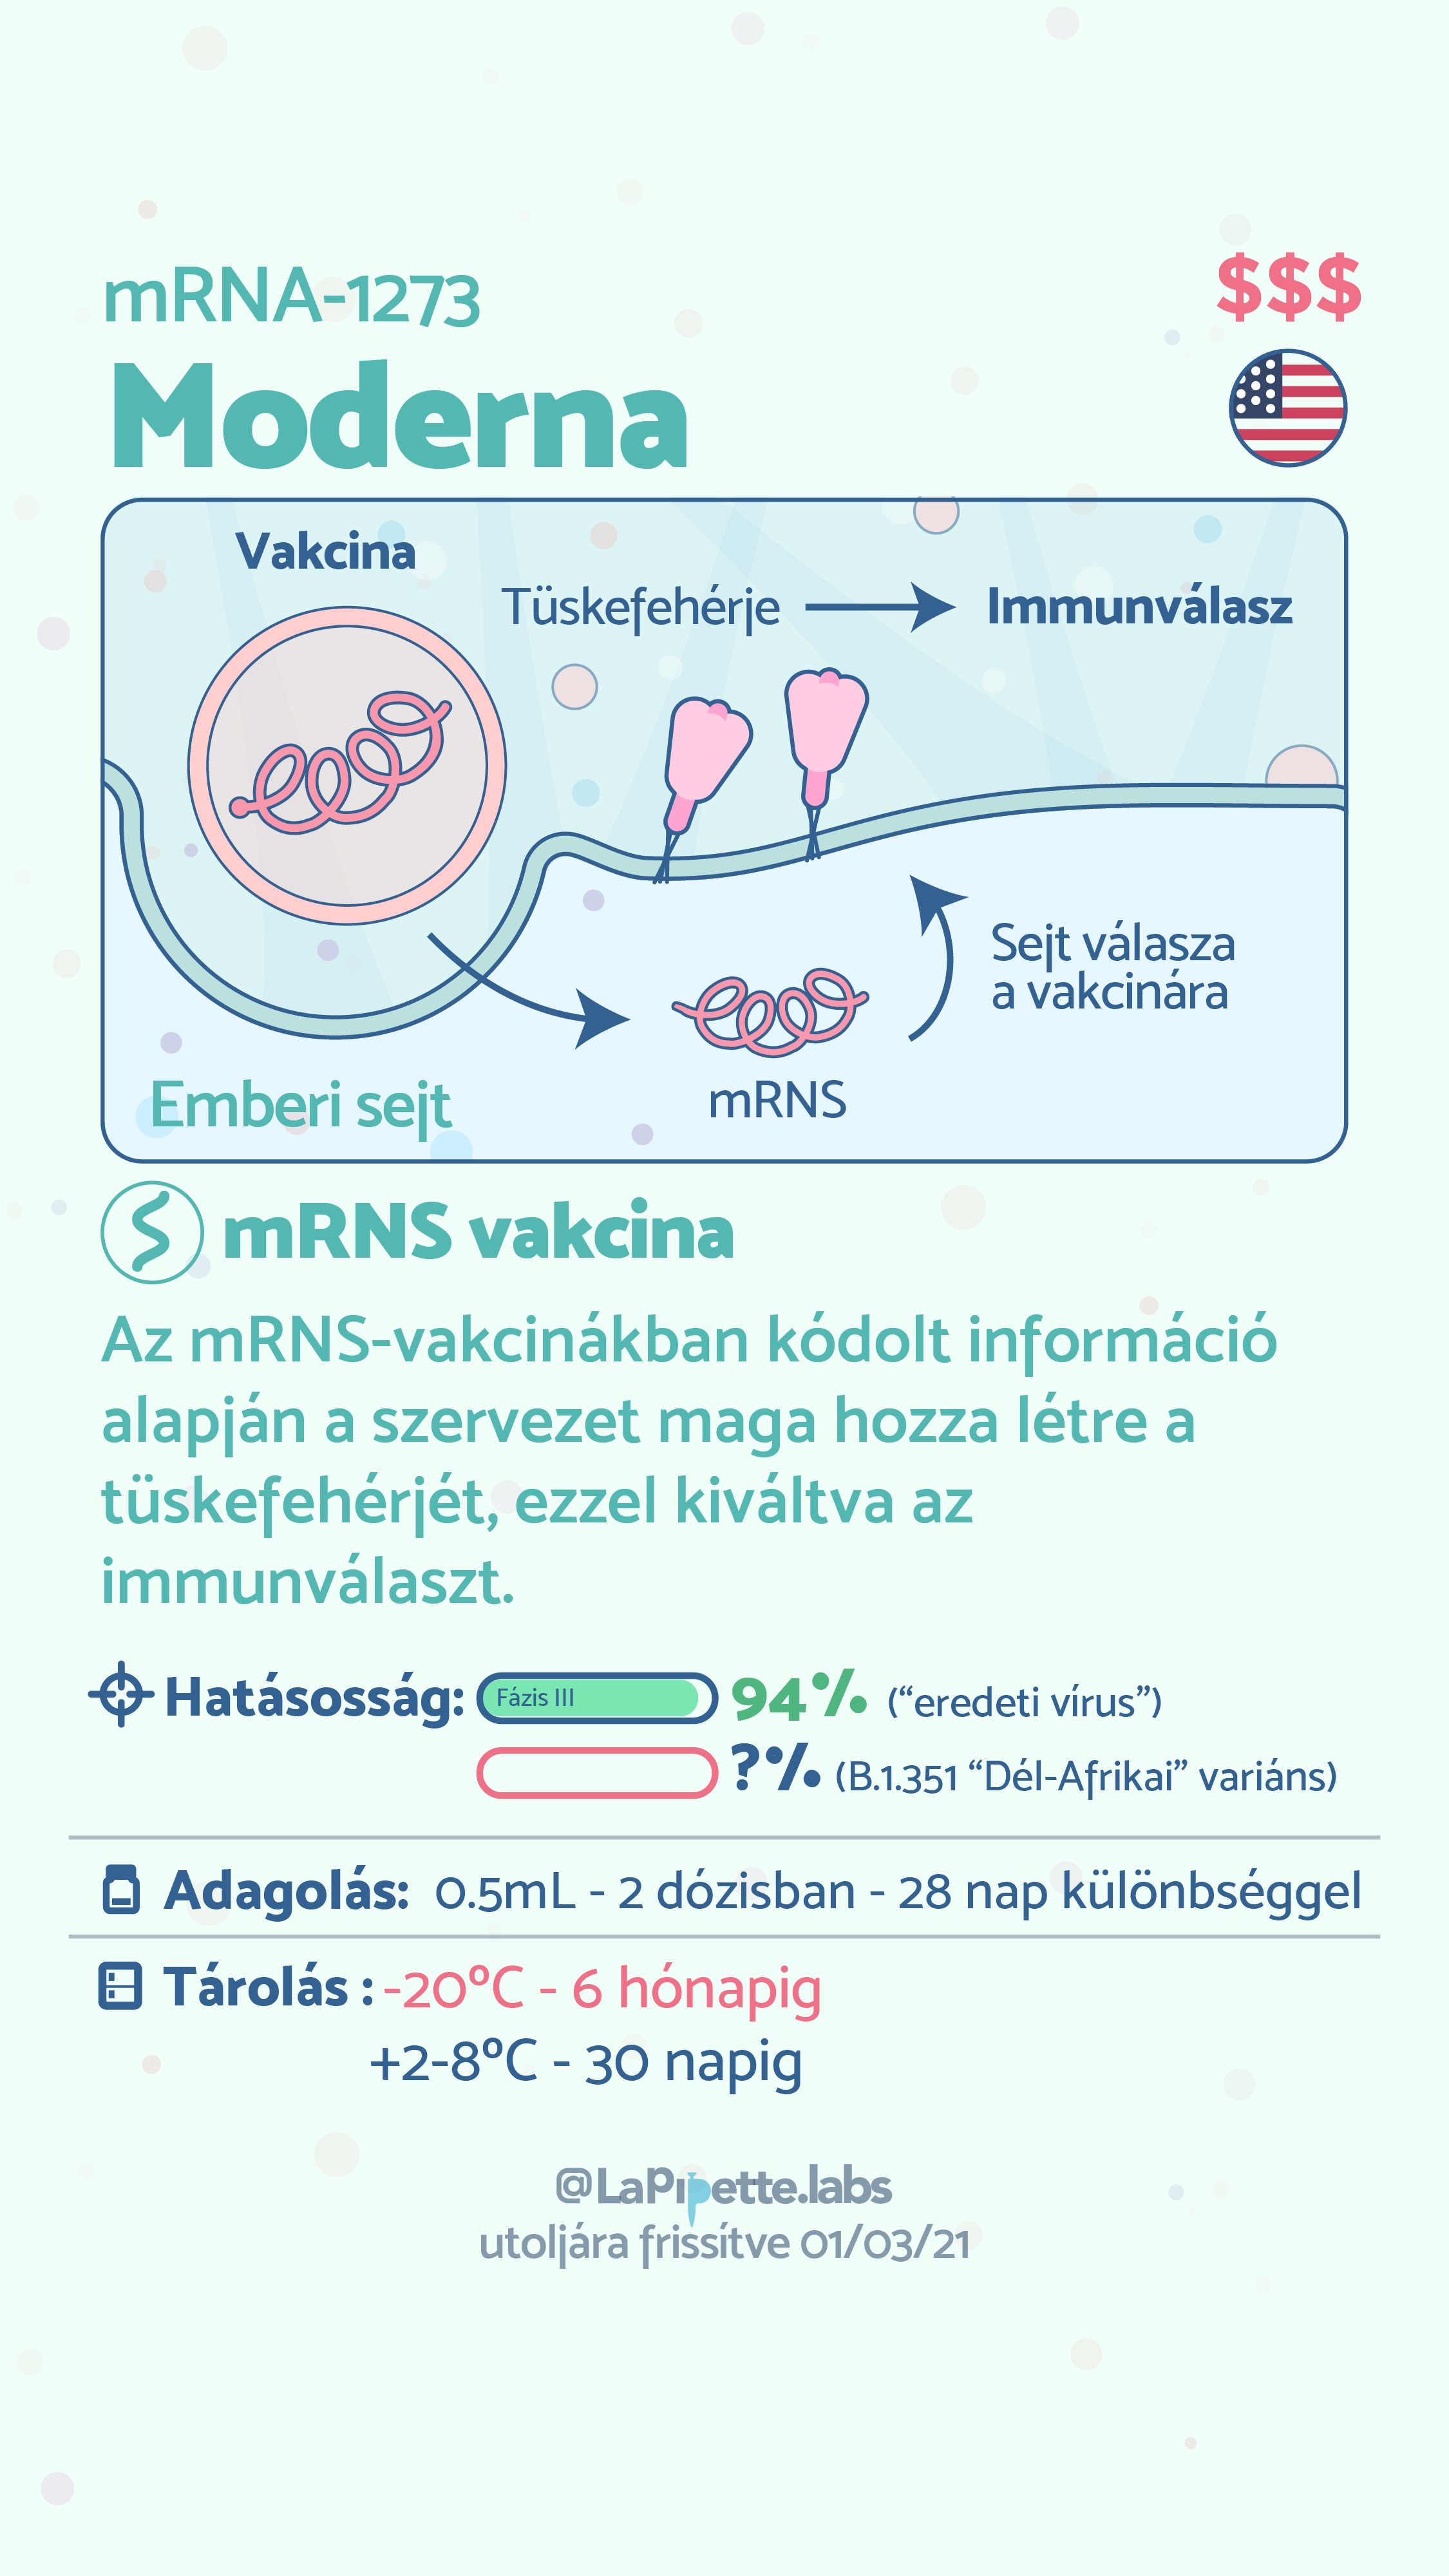 mRNA-1273
$$$
Moderna
Vakcina
Tüskefehérje
Immunválasz
Sejt válasza
a vakcinára
Emberi sejt
mRNS
mRNS vakcina
Az mRNS-vakcinákban kódolt információ
alapján a szervezet maga hozza létre a
tüskefehérjét, ezzel kiváltva az
immunválaszt.
Hatásosság: Fázis III 94% (“eredeti vírus”)
?% (B.1.351 “Dél-Afrikai” variáns)
Adagolás: 0.5mL - 2 dózisban - 28 nap különbséggel
Tárolás : -20°C - 6 hónapig
+2-8°C - 30 napig
@LaPipette.labs
utoljára frissítve 01/03/21